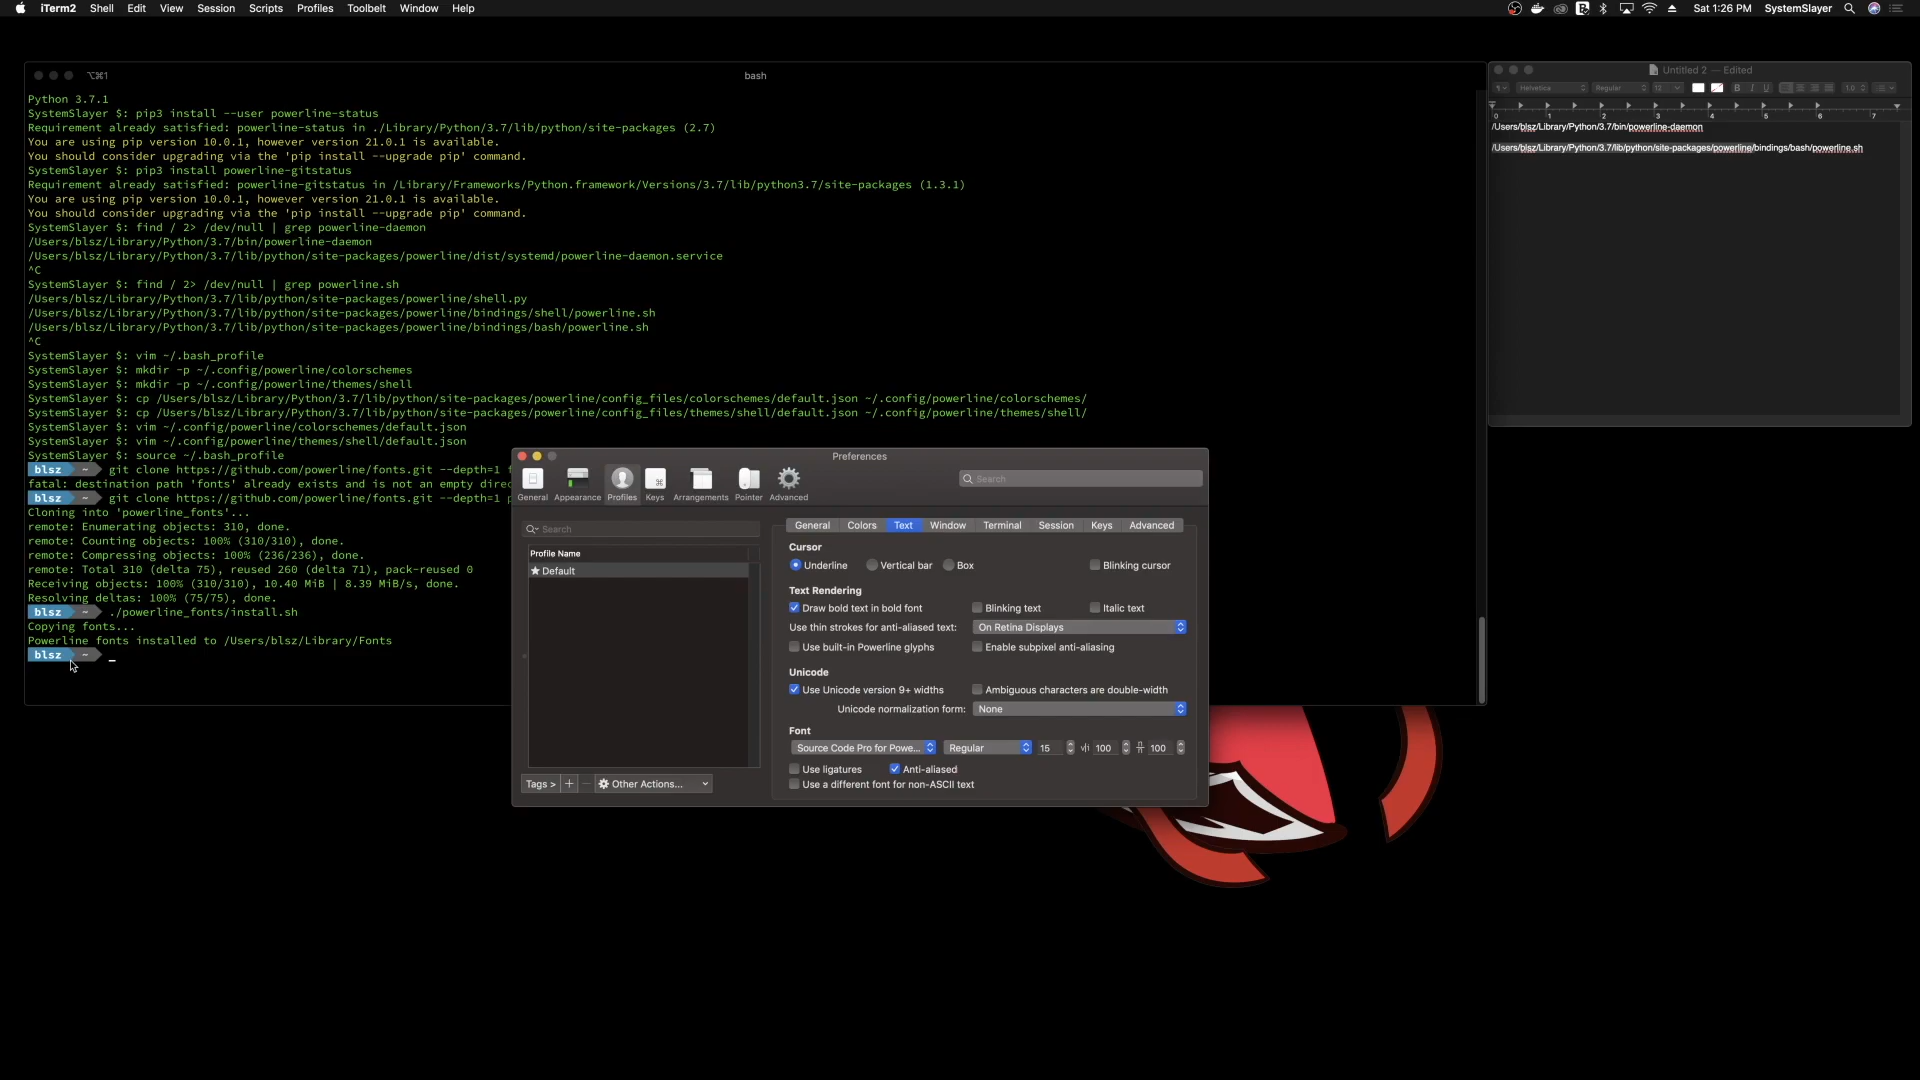 iTerm2 Shell Edit View Session Scripts Profiles Toolbelt Window Help
Sat 1:26 PM SystemSlayer
⌥⌘1
bash
Python 3.7.1
SystemSlayer $: pip3 install --user powerline-status
Requirement already satisfied: powerline-status in ./Library/Python/3.7/lib/python/site-packages (2.7)
You are using pip version 10.0.1, however version 21.0.1 is available.
You should consider upgrading via the 'pip install --upgrade pip' command.
SystemSlayer $: pip3 install powerline-gitstatus
Requirement already satisfied: powerline-gitstatus in /Library/Frameworks/Python.framework/Versions/3.7/lib/python3.7/site-packages (1.3.1)
You are using pip version 10.0.1, however version 21.0.1 is available.
You should consider upgrading via the 'pip install --upgrade pip' command.
SystemSlayer $: find / 2> /dev/null | grep powerline-daemon
/Users/blsz/Library/Python/3.7/bin/powerline-daemon
/Users/blsz/Library/Python/3.7/lib/python/site-packages/powerline/dist/systemd/powerline-daemon.service
^C
SystemSlayer $: find / 2> /dev/null | grep powerline.sh
/Users/blsz/Library/Python/3.7/lib/python/site-packages/powerline/shell.py
/Users/blsz/Library/Python/3.7/lib/python/site-packages/powerline/bindings/shell/powerline.sh
/Users/blsz/Library/Python/3.7/lib/python/site-packages/powerline/bindings/bash/powerline.sh
^C
SystemSlayer $: vim ~/.bash_profile
SystemSlayer $: mkdir -p ~/.config/powerline/colorschemes
SystemSlayer $: mkdir -p ~/.config/powerline/themes/shell
SystemSlayer $: cp /Users/blsz/Library/Python/3.7/lib/python/site-packages/powerline/config_files/colorschemes/default.json ~/.config/powerline/colorschemes/
SystemSlayer $: cp /Users/blsz/Library/Python/3.7/lib/python/site-packages/powerline/config_files/themes/shell/default.json ~/.config/powerline/themes/shell/
SystemSlayer $: vim ~/.config/powerline/colorschemes/default.json
SystemSlayer $: vim ~/.config/powerline/themes/shell/default.json
SystemSlayer $: source ~/.bash_profile
blsz ~ git clone https://github.com/powerline/fonts.git --depth=1 f
fatal: destination path 'fonts' already exists and is not an empty direc
blsz ~ git clone https://github.com/powerline/fonts.git --depth=1 p
Cloning into 'powerline_fonts'...
remote: Enumerating objects: 310, done.
remote: Counting objects: 100% (310/310), done.
remote: Compressing objects: 100% (236/236), done.
remote: Total 310 (delta 75), reused 260 (delta 71), pack-reused 0
Receiving objects: 100% (310/310), 10.40 MiB | 8.39 MiB/s, done.
Resolving deltas: 100% (75/75), done.
blsz ~ ./powerline_fonts/install.sh
Copying fonts...
Powerline fonts installed to /Users/blsz/Library/Fonts
blsz ~ _
Untitled 2 — Edited
Helvetica Regular 12 B I U 1.0
0 1 2 3 4 5 6 7
/Users/blsz/Library/Python/3.7/bin/powerline-daemon
/Users/blsz/Library/Python/3.7/lib/python/site-packages/powerline/bindings/bash/powerline.sh
Preferences
General Appearance Profiles Keys Arrangements Pointer Advanced
Search
Search
Profile Name
★ Default
Tags > + − Other Actions...
General Colors Text Window Terminal Session Keys Advanced
Cursor
Underline Vertical bar Box Blinking cursor
Text Rendering
Draw bold text in bold font Blinking text Italic text
Use thin strokes for anti-aliased text: On Retina Displays
Use built-in Powerline glyphs Enable subpixel anti-aliasing
Unicode
Use Unicode version 9+ widths Ambiguous characters are double-width
Unicode normalization form: None
Font
Source Code Pro for Powe... Regular 15 100 100
Use ligatures Anti-aliased
Use a different font for non-ASCII text